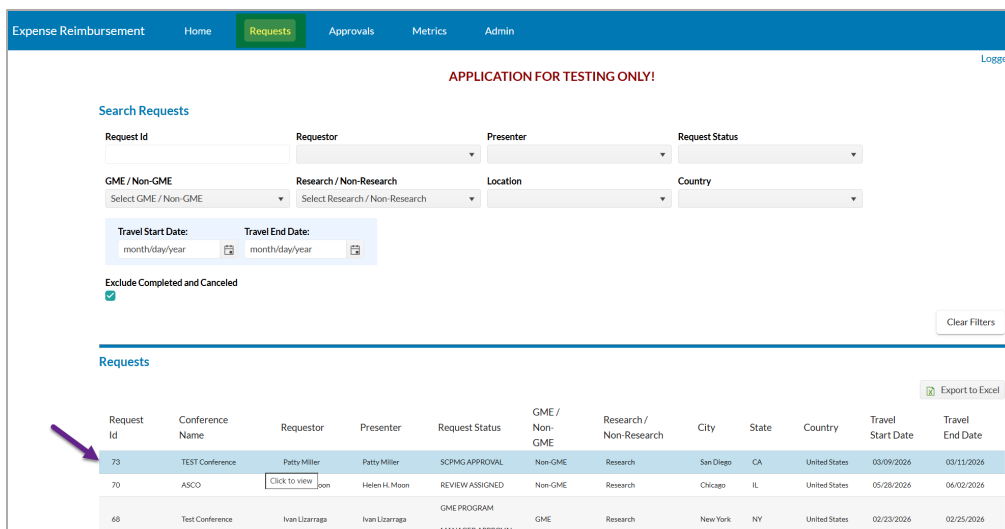 Expense Reimbursement Home Requests Approvals Metrics Admin
APPLICATION FOR TESTING ONLY!
Search Requests
Request Id Requestor Presenter Request Status
GME / Non-GME Research / Non-Research Location Country
Select GME / Non-GME Select Research / Non-Research
Travel Start Date: Travel End Date:
month/day/year month/day/year
Exclude Completed and Canceled
Clear Filters
Requests
Export to Excel
Request Id Conference Name Requestor Presenter Request Status GME / Non-GME Research / Non-Research City State Country Travel Start Date Travel End Date
73 TEST Conference Patty Miller Patty Miller SCPMG APPROVAL Non-GME Research San Diego CA United States 03/09/2026 03/11/2026
Click to view
70 ASCO Helen H. Moon REVIEW ASSIGNED Non-GME Research Chicago IL United States 05/28/2026 06/02/2026
68 Test Conference Ivan Lizarraga Ivan Lizarraga GME PROGRAM GME Research New York NY United States 02/23/2026 02/25/2026